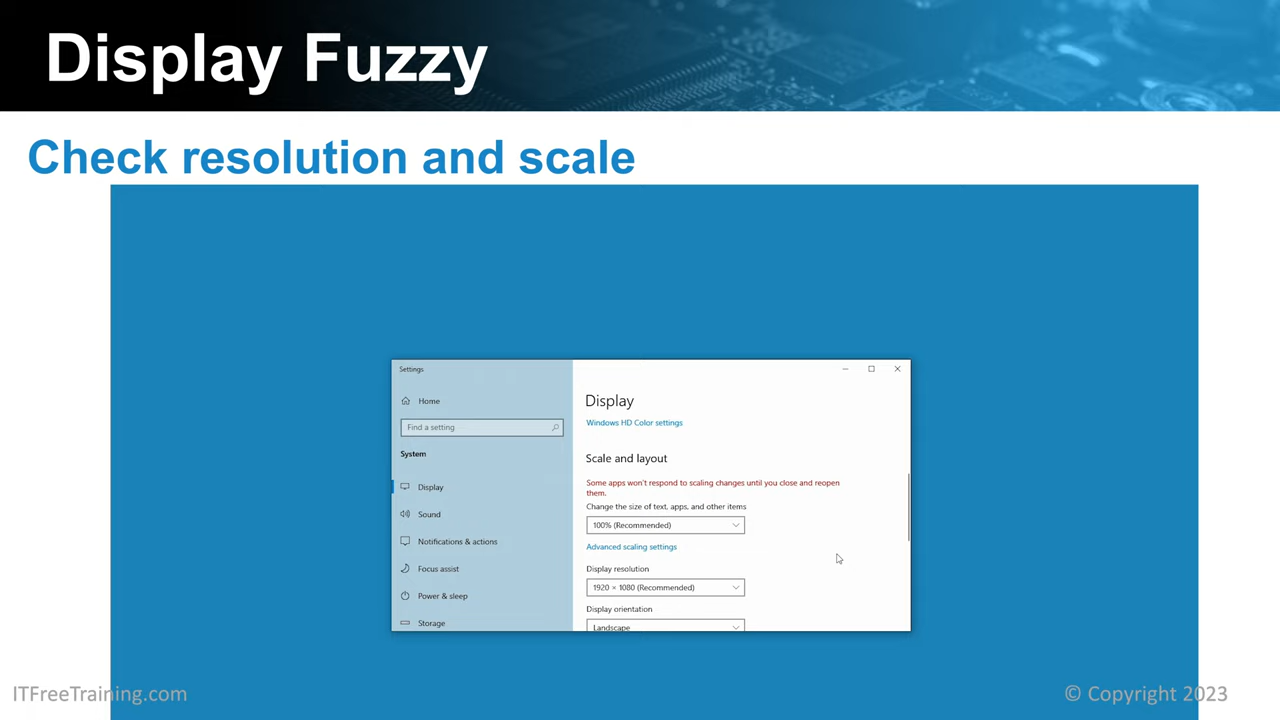 Display Fuzzy
Check resolution and scale
Settings
Home
Find a setting
System
Display
Sound
Notifications & actions
Focus assist
Power & sleep
Storage
Display
Windows HD Color settings
Scale and layout
Some apps won't respond to scaling changes until you close and reopen
them.
Change the size of text, apps, and other items
100% (Recommended)
Advanced scaling settings
Display resolution
1920 × 1080 (Recommended)
Display orientation
Landscape
ITFreeTraining.com
© Copyright 2023